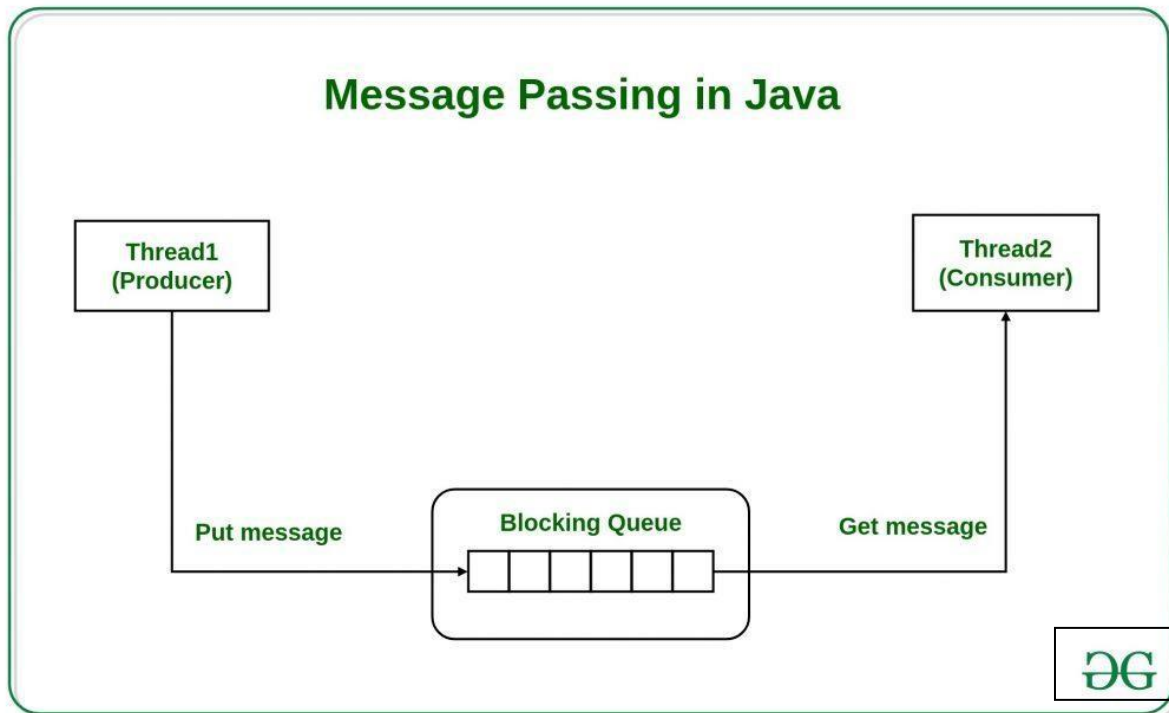 Message Passing in Java
Thread1
(Producer)
Thread2
(Consumer)
Put message
Blocking Queue
Get message